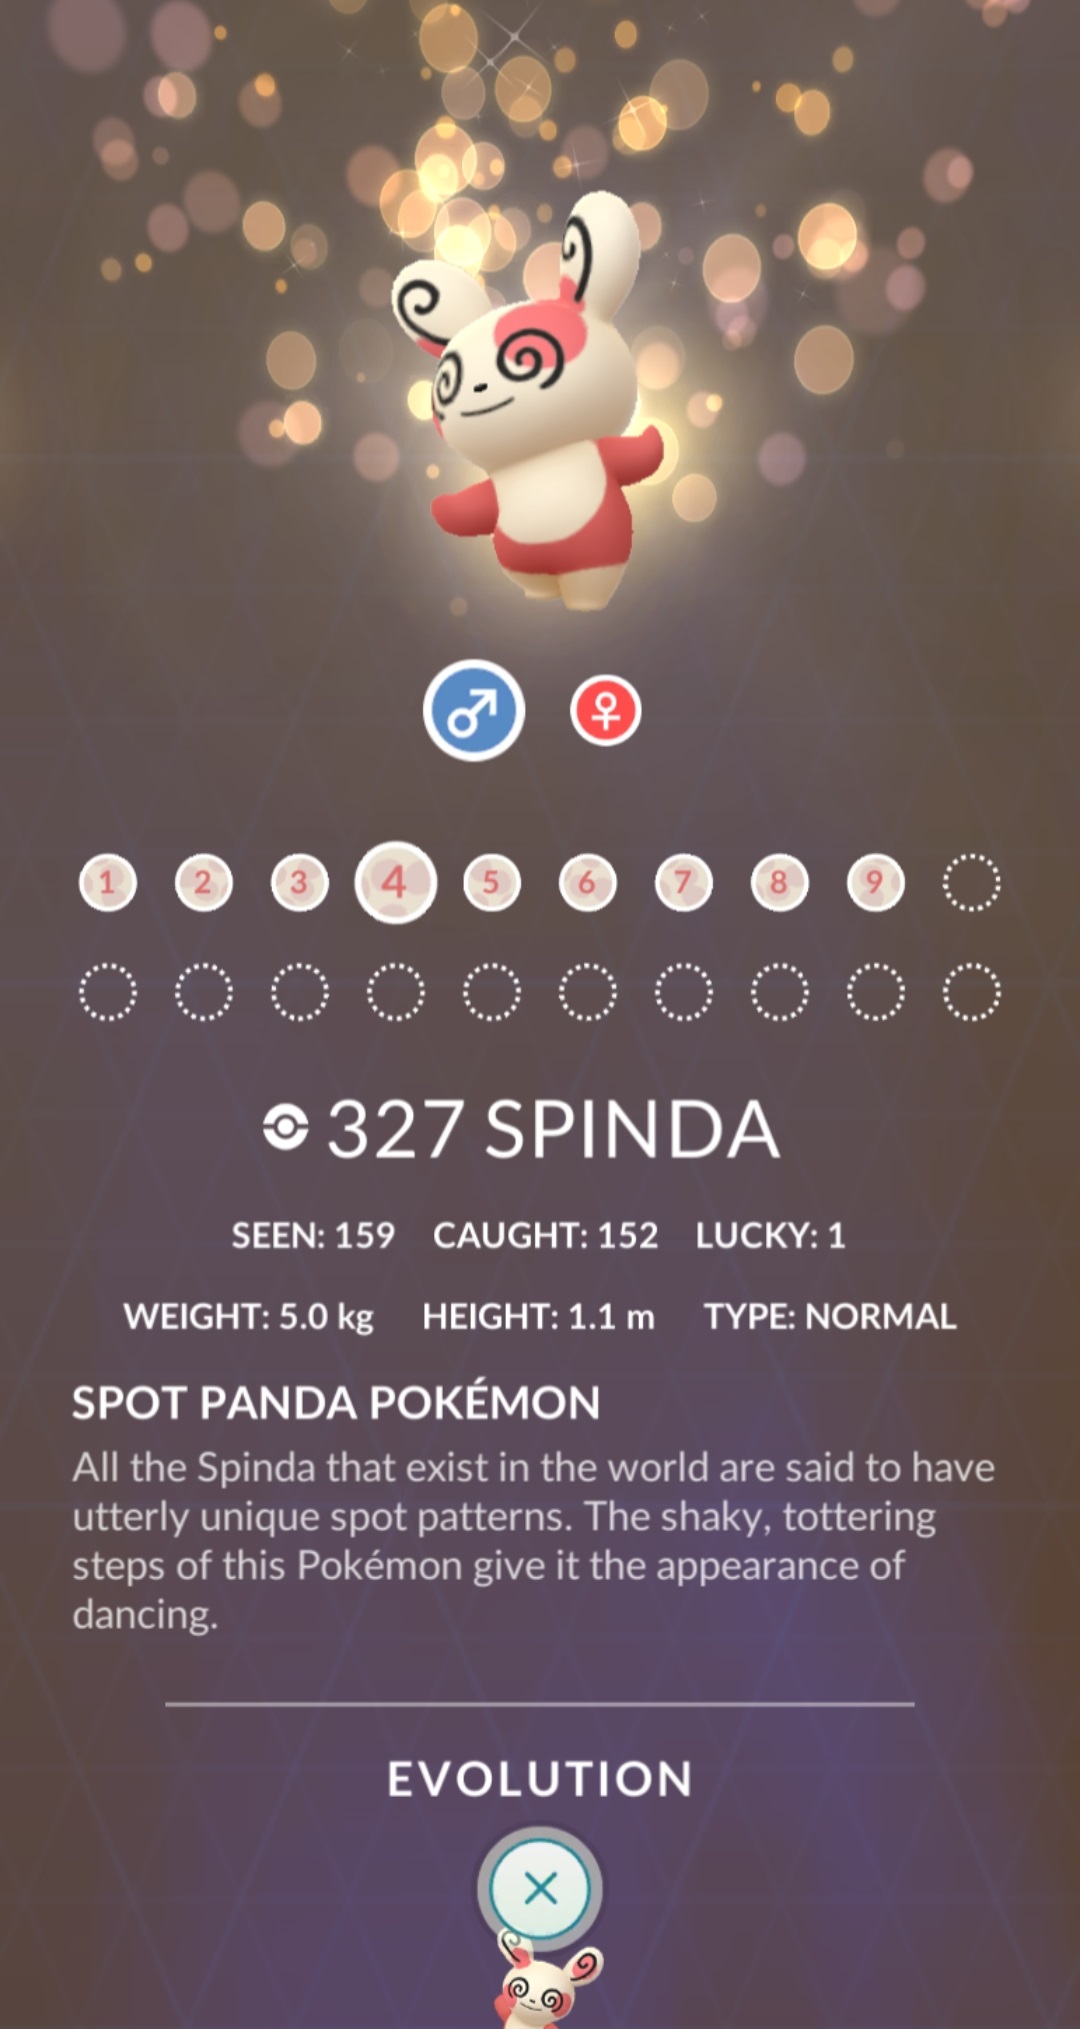 ♂ ♀
1 2 3 4 5 6 7 8 9
327 SPINDA
SEEN: 159 CAUGHT: 152 LUCKY: 1
WEIGHT: 5.0 kg HEIGHT: 1.1 m TYPE: NORMAL
SPOT PANDA POKÉMON
All the Spinda that exist in the world are said to have
utterly unique spot patterns. The shaky, tottering
steps of this Pokémon give it the appearance of
dancing.
EVOLUTION